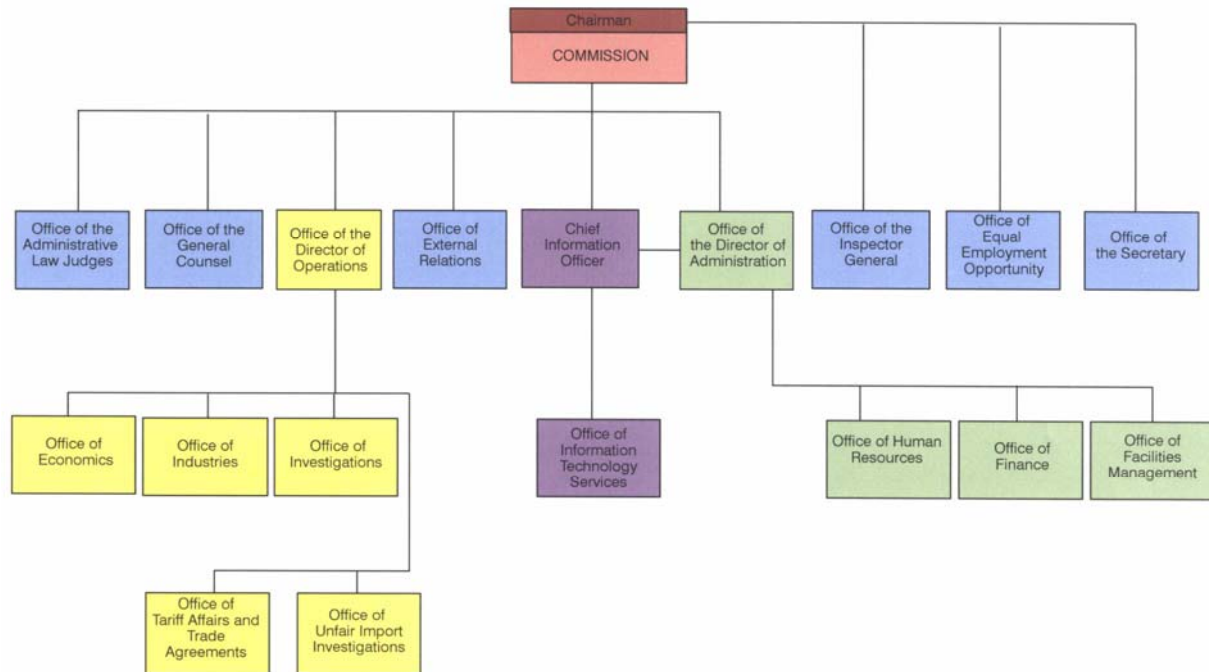 Chairman
COMMISSION
Office of the
Administrative
Law Judges
Office of the
General
Counsel
Office of the
Director of
Operations
Office of
External
Relations
Chief
Information
Officer
Office of
the Director of
Administration
Office of the
Inspector
General
Office of
Equal
Employment
Opportunity
Office of
the Secretary
Office of
Economics
Office of
Industries
Office of
Investigations
Office of
Information
Technology
Services
Office of Human
Resources
Office of
Finance
Office of
Facilities
Management
Office of
Tariff Affairs and
Trade
Agreements
Office of
Unfair Import
Investigations